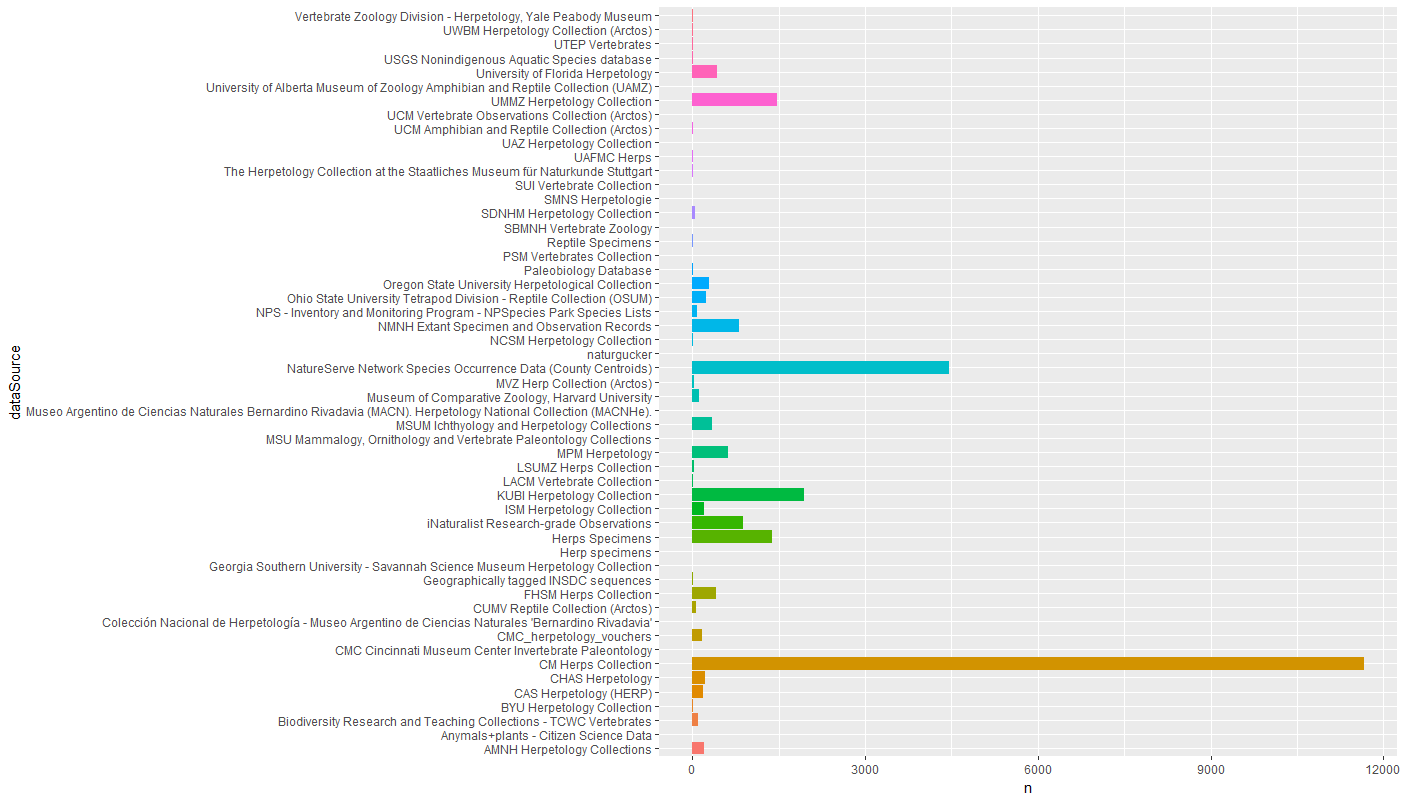 dataSource
Vertebrate Zoology Division - Herpetology, Yale Peabody Museum
UWBM Herpetology Collection (Arctos)
UTEP Vertebrates
USGS Nonindigenous Aquatic Species database
University of Florida Herpetology
University of Alberta Museum of Zoology Amphibian and Reptile Collection (UAMZ)
UMMZ Herpetology Collection
UCM Vertebrate Observations Collection (Arctos)
UCM Amphibian and Reptile Collection (Arctos)
UAZ Herpetology Collection
UAFMC Herps
The Herpetology Collection at the Staatliches Museum für Naturkunde Stuttgart
SUI Vertebrate Collection
SMNS Herpetologie
SDNHM Herpetology Collection
SBMNH Vertebrate Zoology
Reptile Specimens
PSM Vertebrates Collection
Paleobiology Database
Oregon State University Herpetological Collection
Ohio State University Tetrapod Division - Reptile Collection (OSUM)
NPS - Inventory and Monitoring Program - NPSpecies Park Species Lists
NMNH Extant Specimen and Observation Records
NCSM Herpetology Collection
naturgucker
NatureServe Network Species Occurrence Data (County Centroids)
MVZ Herp Collection (Arctos)
Museum of Comparative Zoology, Harvard University
Museo Argentino de Ciencias Naturales Bernardino Rivadavia (MACN). Herpetology National Collection (MACNHe).
MSUM Ichthyology and Herpetology Collections
MSU Mammalogy, Ornithology and Vertebrate Paleontology Collections
MPM Herpetology
LSUMZ Herps Collection
LACM Vertebrate Collection
KUBI Herpetology Collection
ISM Herpetology Collection
iNaturalist Research-grade Observations
Herps Specimens
Herp specimens
Georgia Southern University - Savannah Science Museum Herpetology Collection
Geographically tagged INSDC sequences
FHSM Herps Collection
CUMV Reptile Collection (Arctos)
Colección Nacional de Herpetología - Museo Argentino de Ciencias Naturales 'Bernardino Rivadavia'
CMC_herpetology_vouchers
CMC Cincinnati Museum Center Invertebrate Paleontology
CM Herps Collection
CHAS Herpetology
CAS Herpetology (HERP)
BYU Herpetology Collection
Biodiversity Research and Teaching Collections - TCWC Vertebrates
Anymals+plants - Citizen Science Data
AMNH Herpetology Collections
0 3000 6000 9000 12000
n